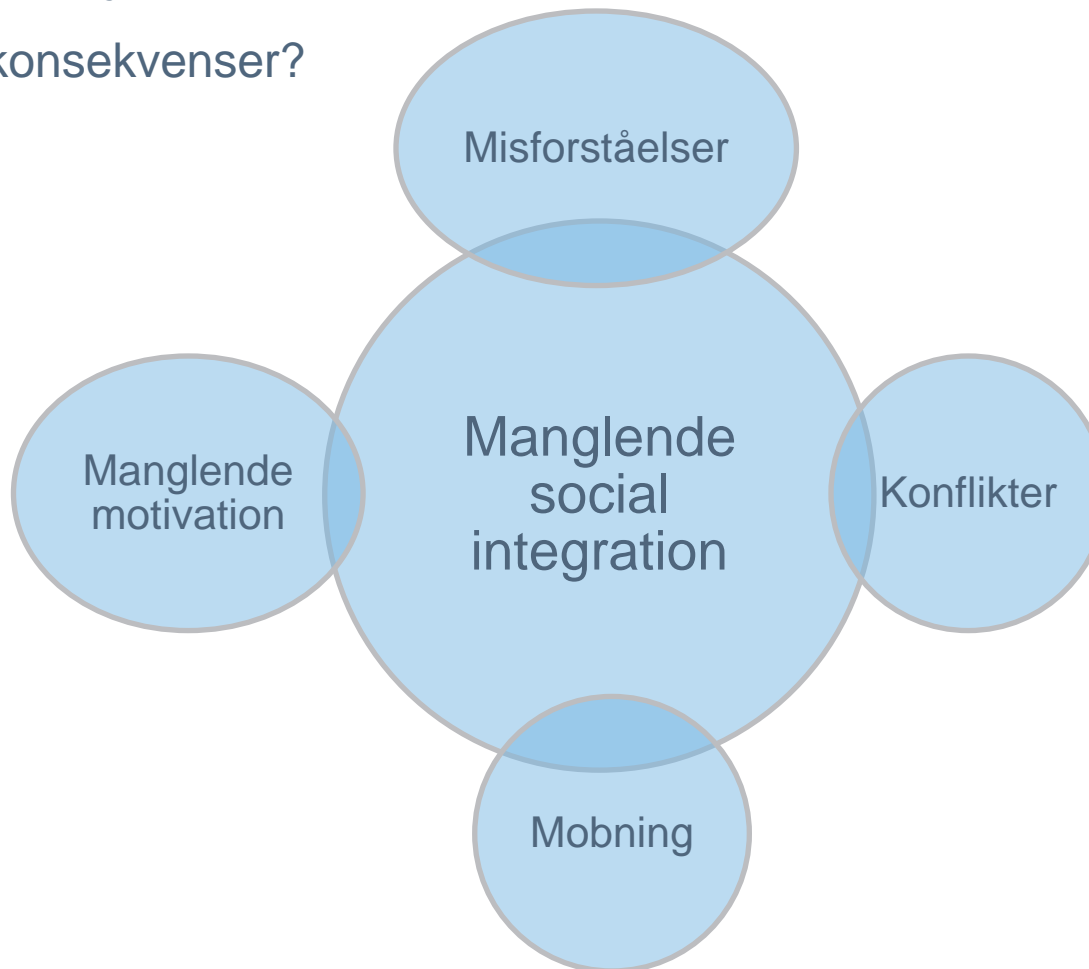 konsekvenser?
Misforståelser
Manglende
motivation
Manglende
social
integration
Konflikter
Mobning